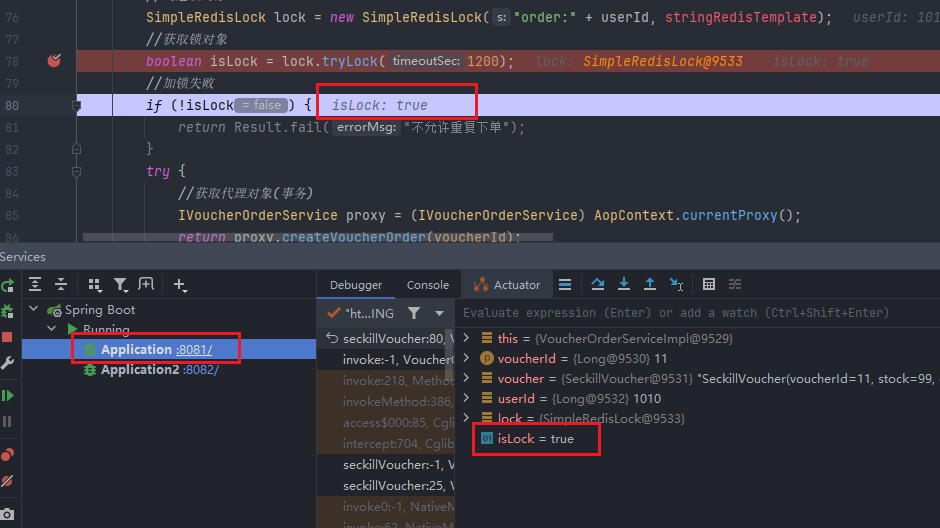 76 SimpleRedisLock lock = new SimpleRedisLock( s: "order:" + userId, stringRedisTemplate); userId: 101
77 //获取锁对象
78 boolean isLock = lock.tryLock( timeoutSec: 1200); lock: SimpleRedisLock@9533 isLock: true
79 //加锁失败
80 if (!isLock = false ) { isLock: true
81 return Result.fail( errorMsg: "不允许重复下单");
82 }
83 try {
84 //获取代理对象(事务)
85 IVoucherOrderService proxy = (IVoucherOrderService) AopContext.currentProxy();
86 return proxy.createVoucherOrder(voucherId);
Services
Debugger Console Actuator
Spring Boot
Running
Application :8081/
Application2 :8082/
"ht...ING
seckillVoucher:80,
invoke:-1, Voucher
invoke:218, Metho
invokeMethod:386,
access$000:85, Cgl
intercept:704, Cglib
seckillVoucher:-1, V
seckillVoucher:25, V
invoke0:-1, NativeM
invoke:62, NativeM
Evaluate expression (Enter) or add a watch (Ctrl+Shift+Enter)
this = {VoucherOrderServiceImpl@9529}
voucherId = {Long@9530} 11
voucher = {SeckillVoucher@9531} "SeckillVoucher(voucherId=11, stock=99,
userId = {Long@9532} 1010
lock = {SimpleRedisLock@9533}
01 isLock = true